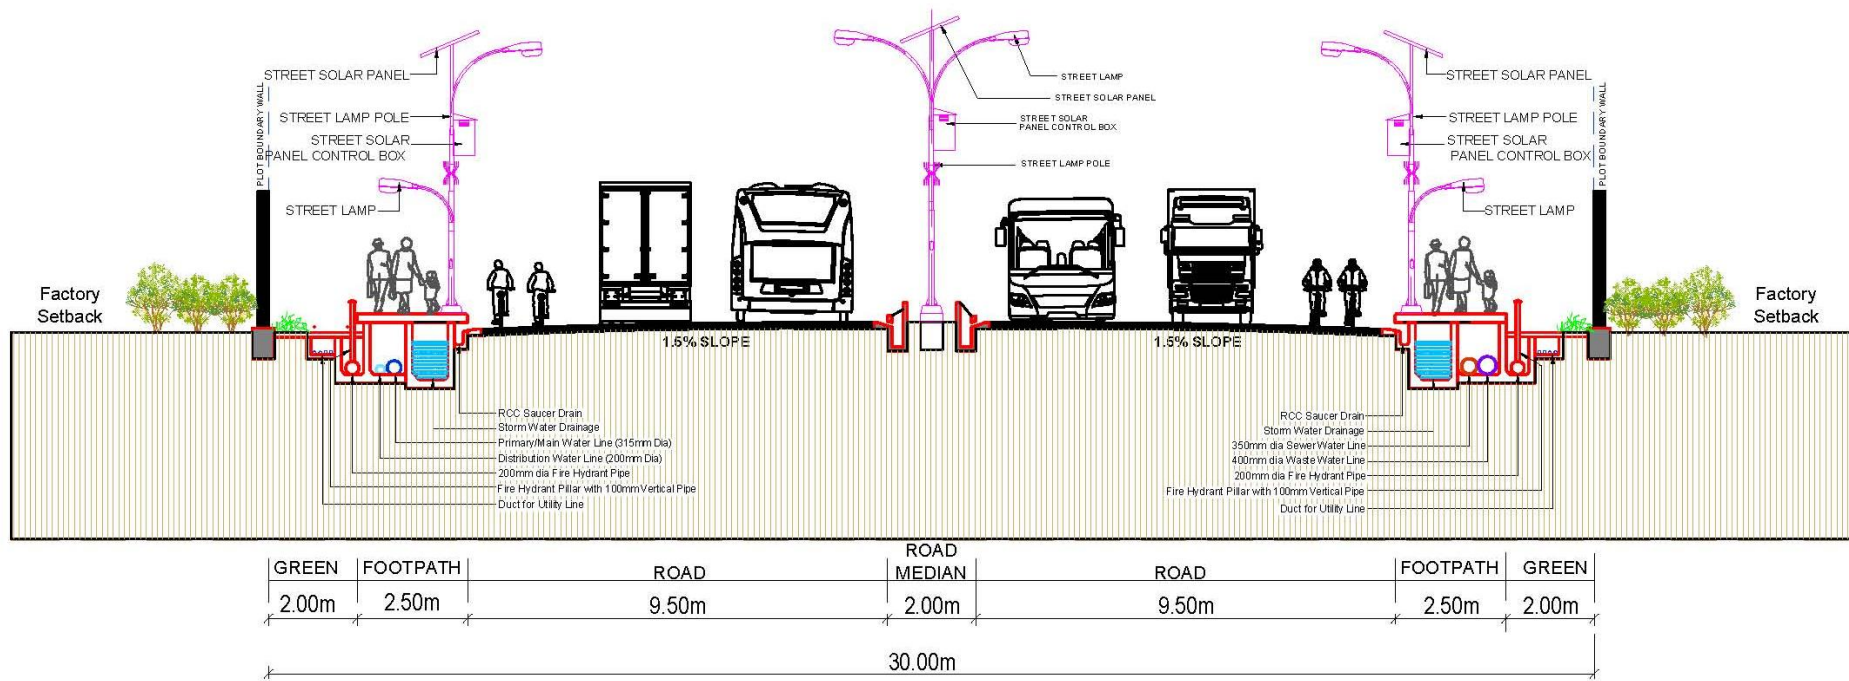 STREET SOLAR PANEL
STREET LAMP POLE
STREET SOLAR
PANEL CONTROL BOX
STREET LAMP
PLOT BOUNDARY WALL
STREET LAMP
STREET SOLAR PANEL
STREET SOLAR
PANEL CONTROL BOX
STREET LAMP POLE
STREET SOLAR PANEL
STREET LAMP POLE
STREET SOLAR
PANEL CONTROL BOX
STREET LAMP
PLOT BOUNDARY WALL
Factory
Setback
Factory
Setback
1.5% SLOPE
1.5% SLOPE
RCC Saucer Drain
Storm Water Drainage
Primary/Main Water Line (315mm Dia)
Distribution Water Line (200mm Dia)
200mm dia Fire Hydrant Pipe
Fire Hydrant Pillar with 100mm Vertical Pipe
Duct for Utility Line
RCC Saucer Drain
Storm Water Drainage
350mm dia Sewer Water Line
400mm dia Waste Water Line
200mm dia Fire Hydrant Pipe
Fire Hydrant Pillar with 100mm Vertical Pipe
Duct for Utility Line
GREEN
FOOTPATH
ROAD
ROAD
MEDIAN
ROAD
FOOTPATH
GREEN
2.00m
2.50m
9.50m
2.00m
9.50m
2.50m
2.00m
30.00m